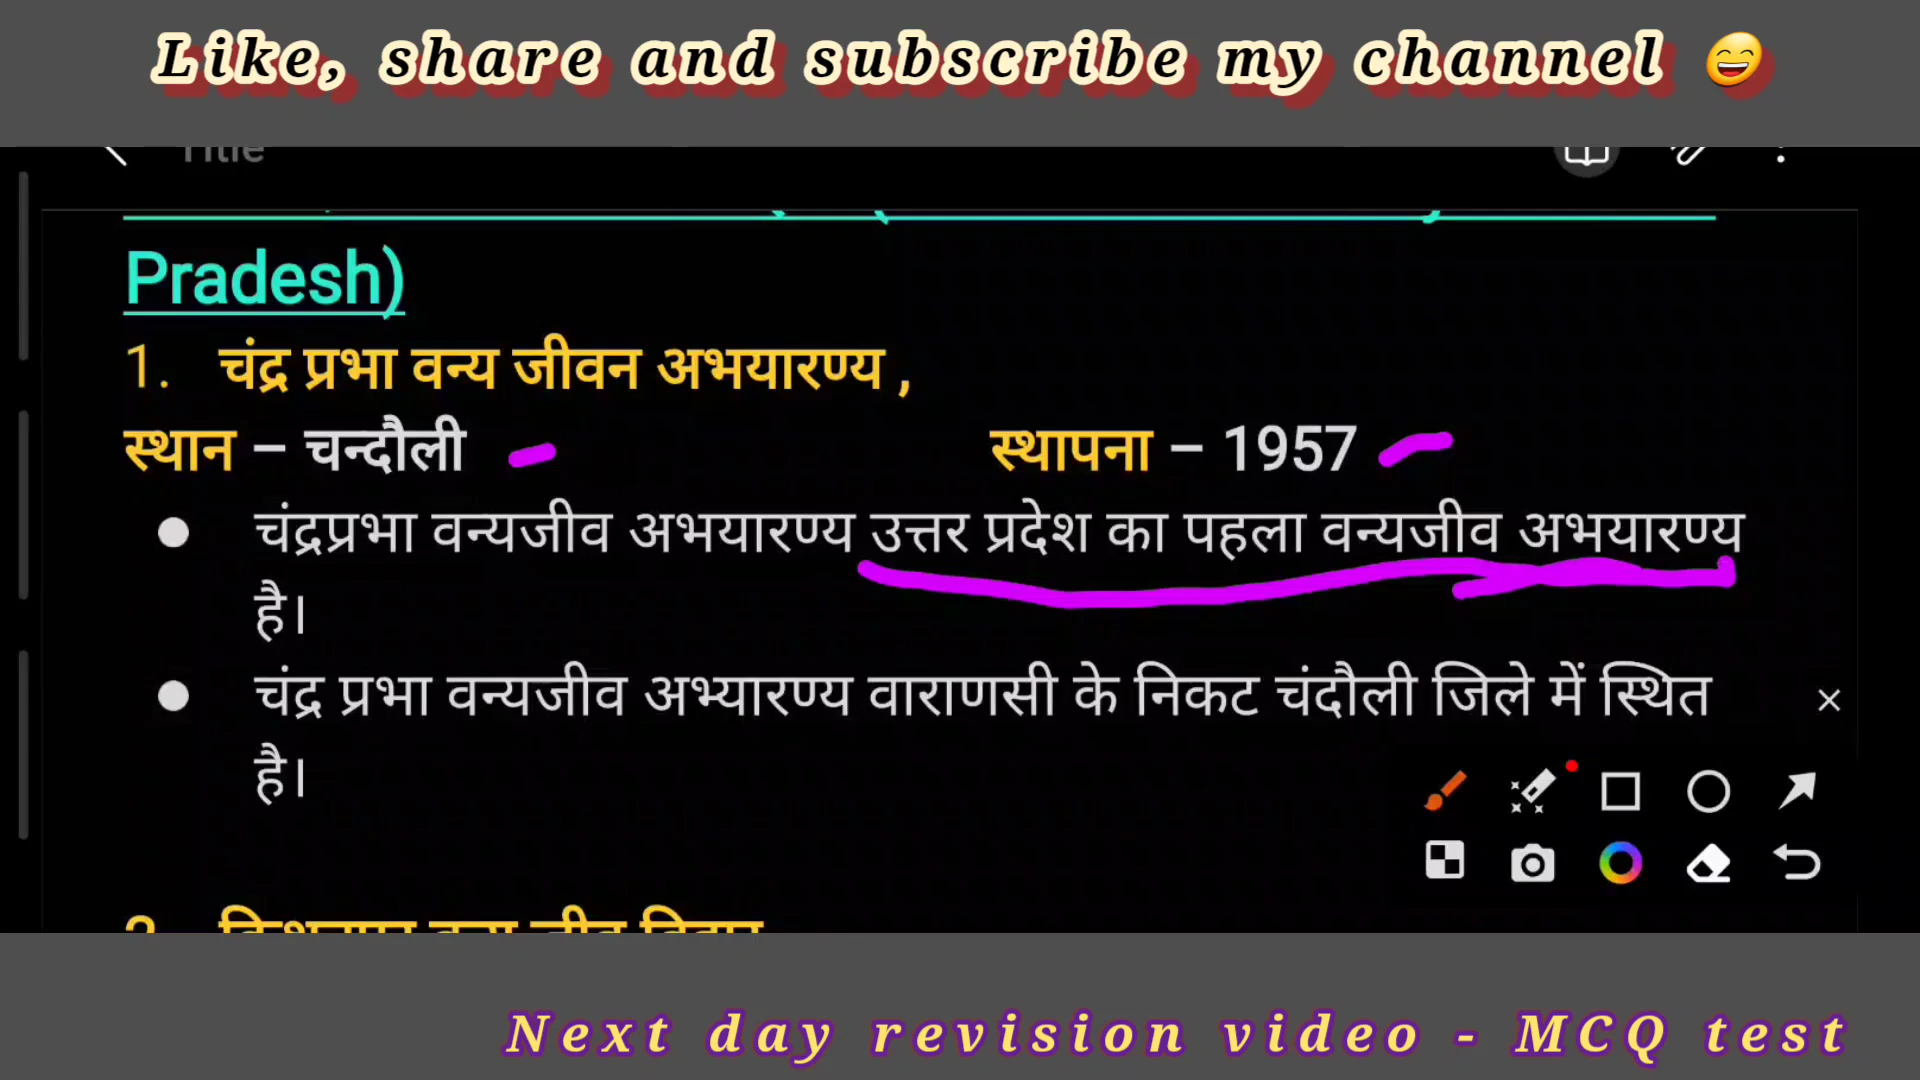 Like, share and subscribe my channel 😄
Title
Pradesh)
1. चंद्र प्रभा वन्य जीवन अभयारण्य ,
स्थान – चन्दौली स्थापना – 1957
● चंद्रप्रभा वन्यजीव अभयारण्य उत्तर प्रदेश का पहला वन्यजीव अभयारण्य
है।
● चंद्र प्रभा वन्यजीव अभ्यारण्य वाराणसी के निकट चंदौली जिले में स्थित
है।
Next day revision video - MCQ test